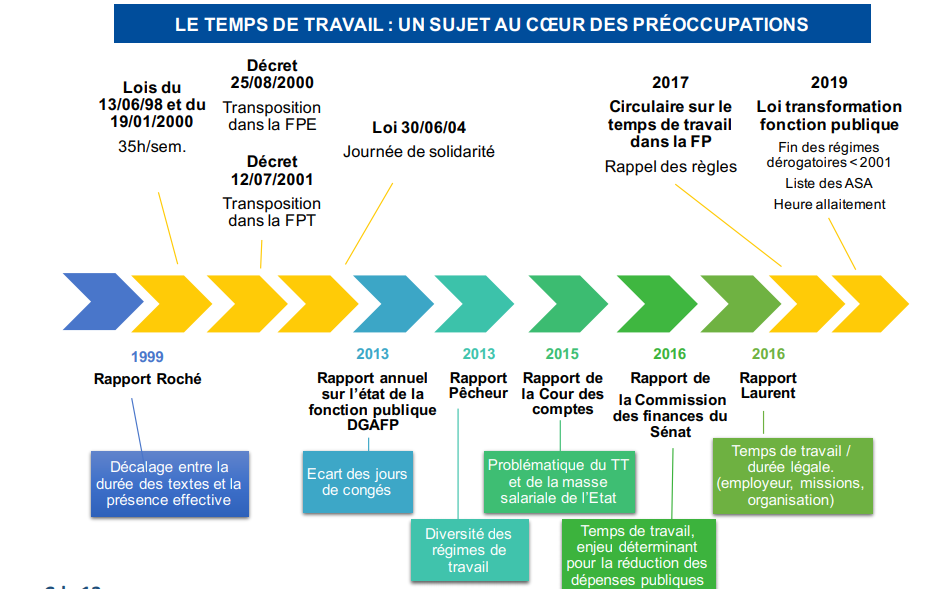 LE TEMPS DE TRAVAIL : UN SUJET AU CŒUR DES PRÉOCCUPATIONS
Lois du
13/06/98 et du
19/01/2000
35h/sem.
Décret
25/08/2000
Transposition
dans la FPE
Décret
12/07/2001
Transposition
dans la FPT
Loi 30/06/04
Journée de solidarité
2017
Circulaire sur le
temps de travail
dans la FP
Rappel des règles
2019
Loi transformation
fonction publique
Fin des régimes
dérogatoires < 2001
Liste des ASA
Heure allaitement
1999
Rapport Roché
Décalage entre la
durée des textes et la
présence effective
2013
Rapport annuel
sur l’état de la
fonction publique
DGAFP
Ecart des jours
de congés
2013
Rapport
Pêcheur
Diversité des
régimes de
travail
2015
Rapport de
la Cour des
comptes
Problématique du TT
et de la masse
salariale de l’Etat
2016
Rapport de
la Commission
des finances du
Sénat
Temps de travail,
enjeu déterminant
pour la réduction des
dépenses publiques
2016
Rapport
Laurent
Temps de travail /
durée légale.
(employeur, missions,
organisation)